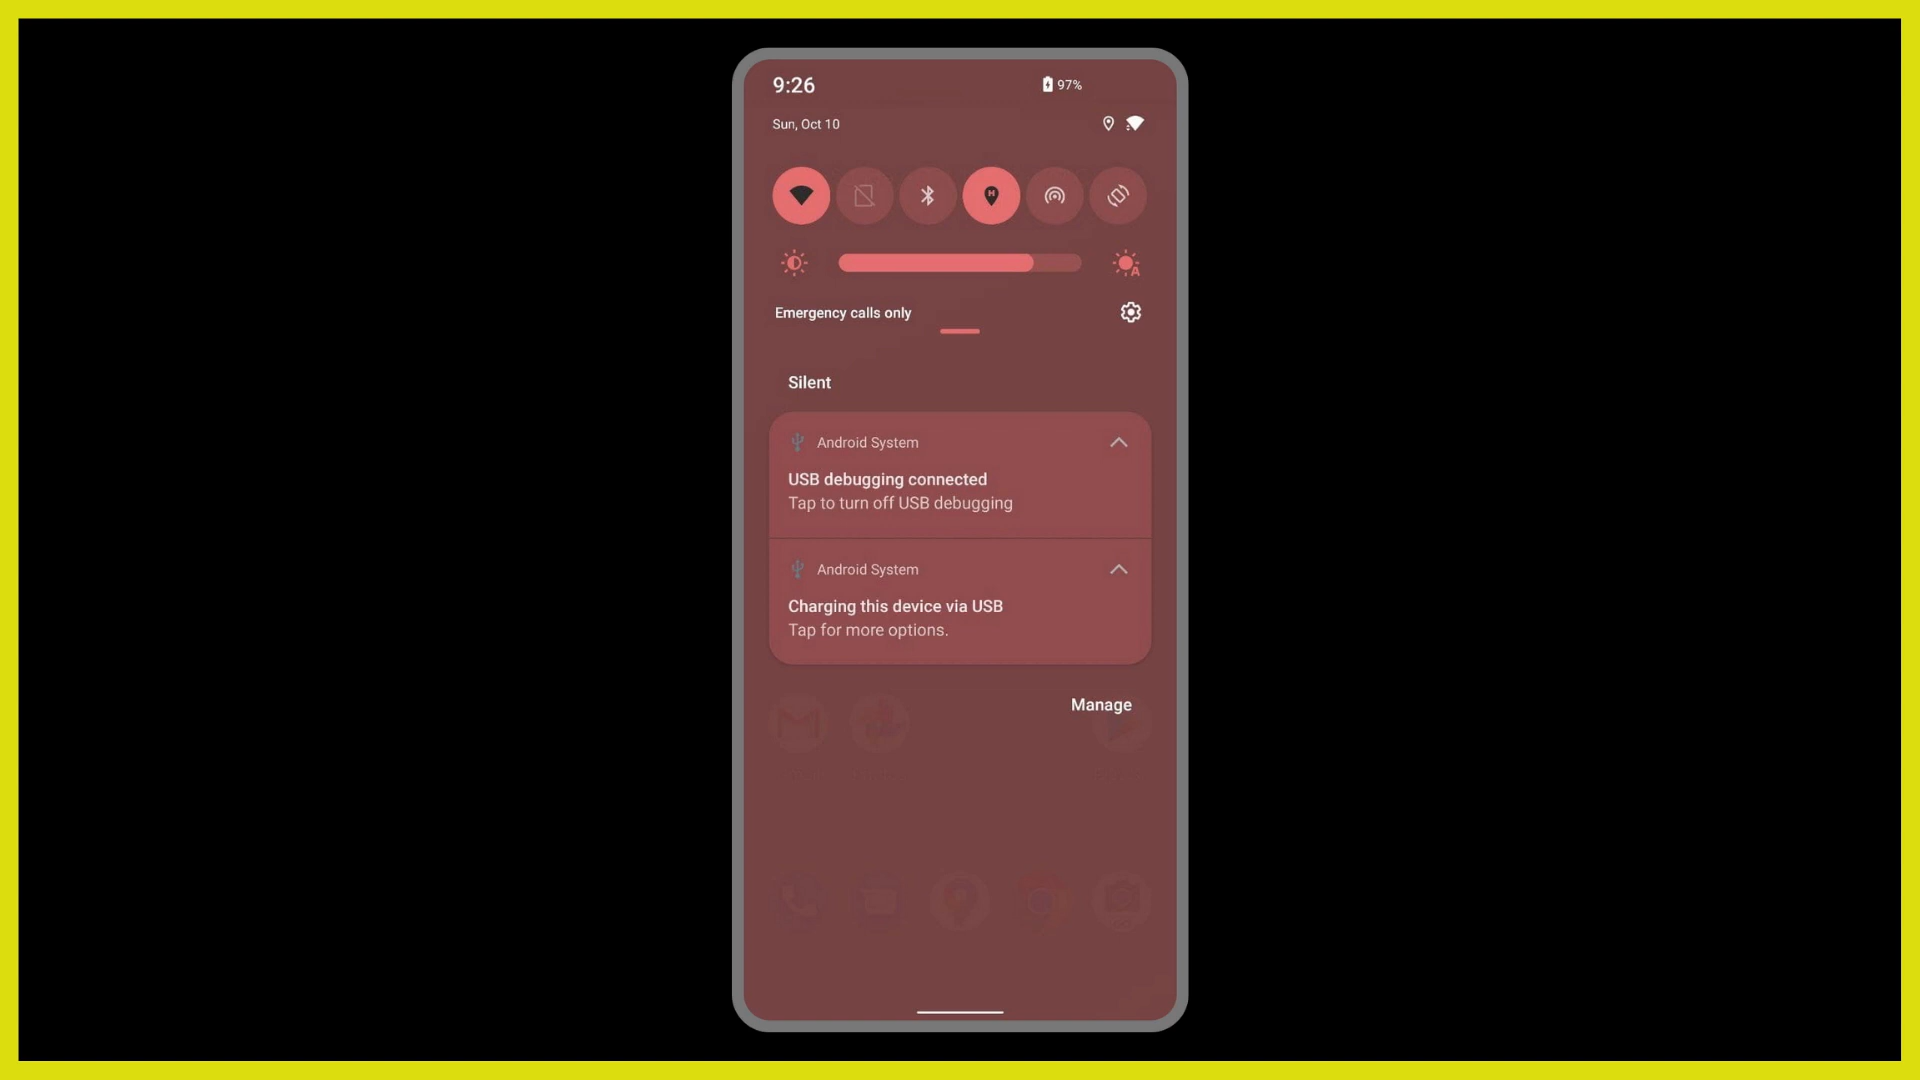 9:26
97%
Sun, Oct 10
Emergency calls only
Silent
Android System
USB debugging connected
Tap to turn off USB debugging
Android System
Charging this device via USB
Tap for more options.
Manage